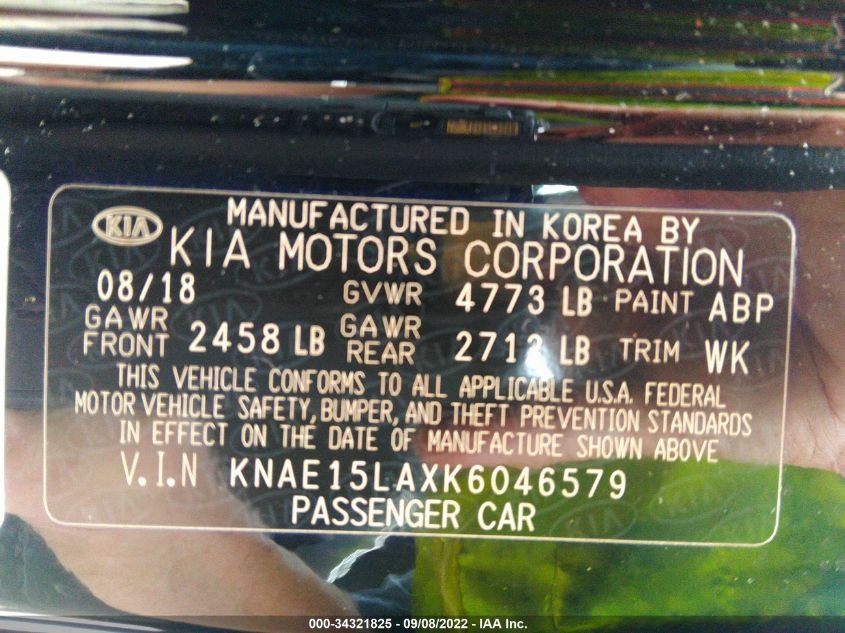 KIA MANUFACTURED IN KOREA BY
KIA MOTORS CORPORATION
08/18 GVWR 4773 LB PAINT ABP
GAWR FRONT 2458 LB GAWR REAR 2712 LB TRIM WK
THIS VEHICLE CONFORMS TO ALL APPLICABLE U.S.A. FEDERAL
MOTOR VEHICLE SAFETY, BUMPER, AND THEFT PREVENTION STANDARDS
IN EFFECT ON THE DATE OF MANUFACTURE SHOWN ABOVE
V.I.N KNAE15LAXK6046579
PASSENGER CAR
000-34321825 - 09/08/2022 - IAA Inc.